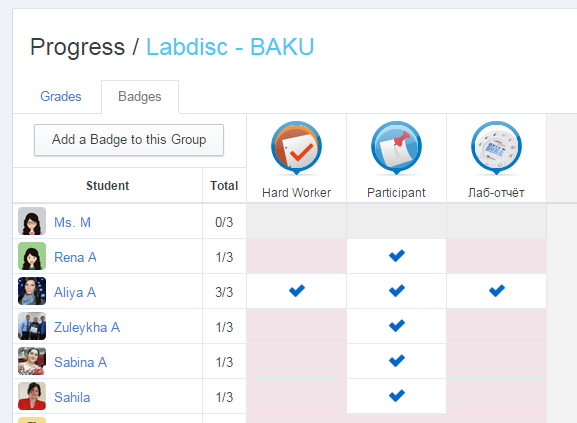 Progress / Labdisc - BAKU
Grades Badges
Add a Badge to this Group
Hard Worker Participant Лаб-отчёт
Student Total
Ms. M 0/3
Rena A 1/3
Aliya A 3/3
Zuleykha A 1/3
Sabina A 1/3
Sahila 1/3